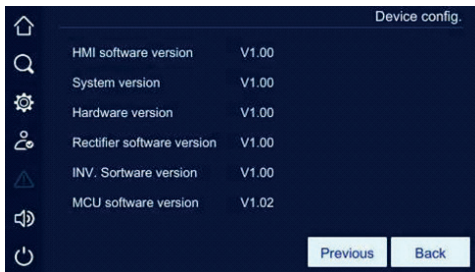 Device config.
HMI software version V1.00
System version V1.00
Hardware version V1.00
Rectifier software version V1.00
INV. Sortware version V1.00
MCU software version V1.02
Previous Back